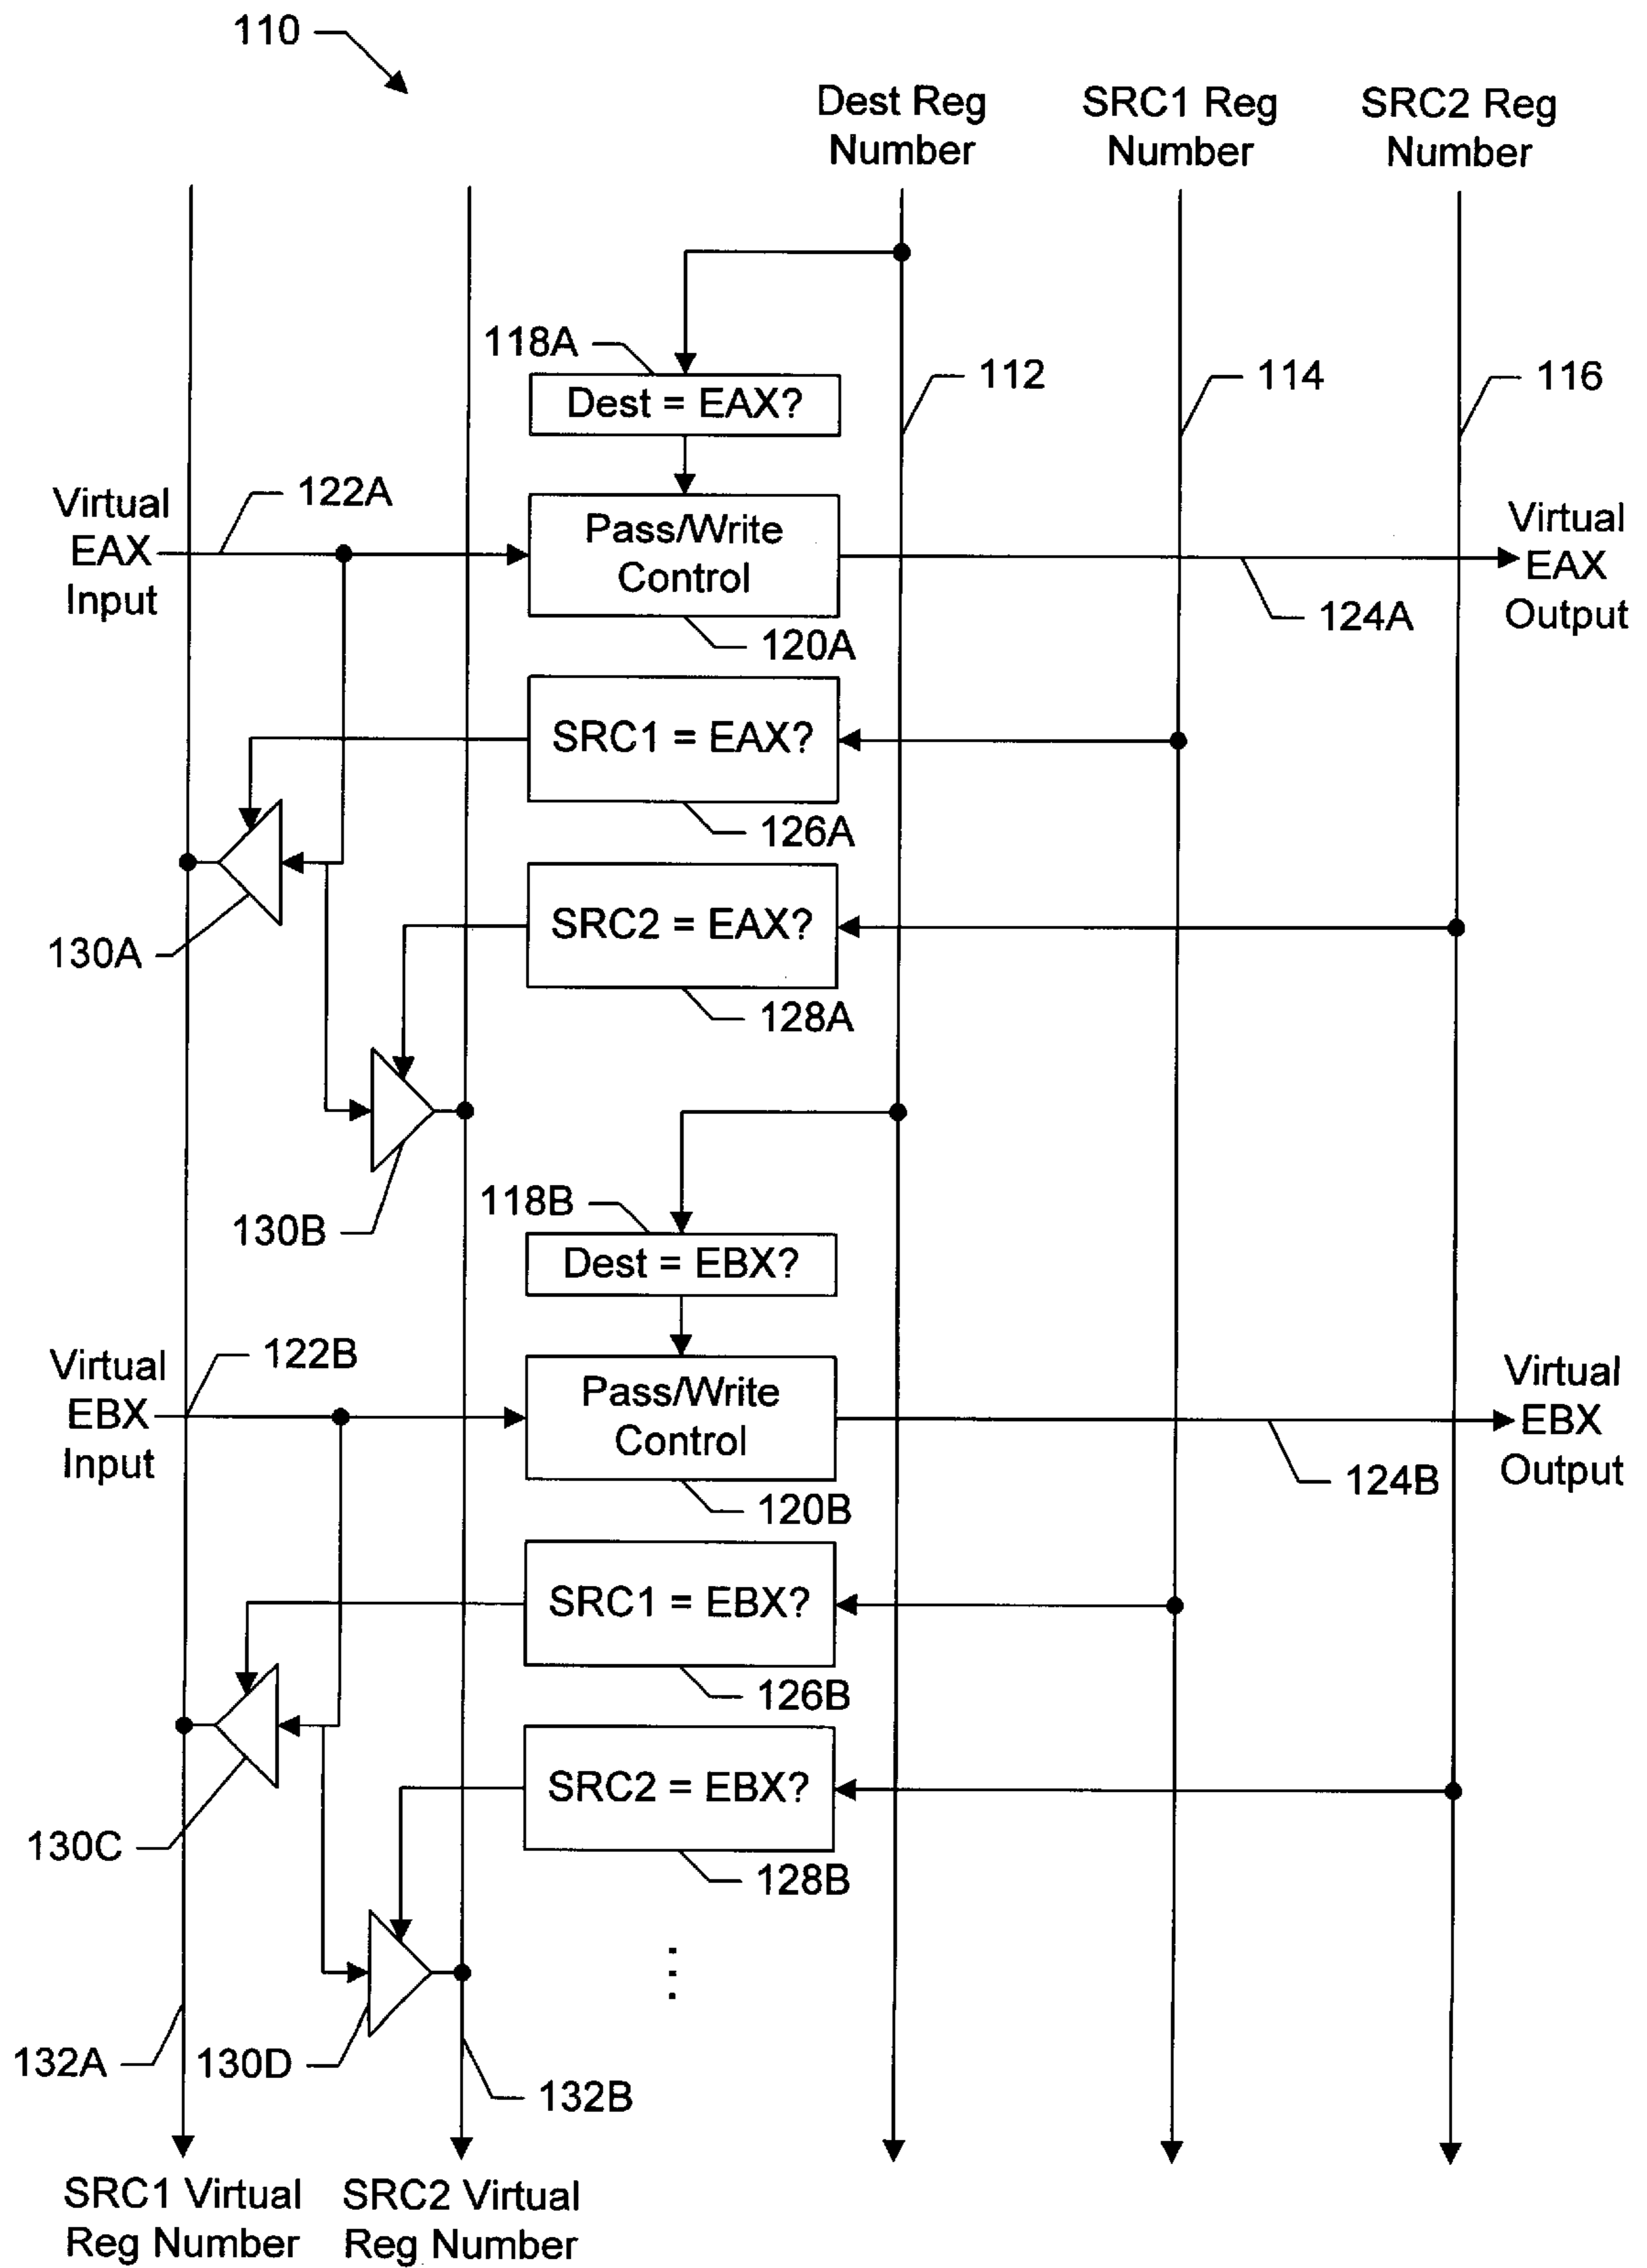 110
Dest Reg
Number
SRC1 Reg
Number
SRC2 Reg
Number
118A
Dest = EAX?
112
114
116
Virtual
EAX
Input
122A
Pass/Write
Control
Virtual
EAX
Output
124A
120A
SRC1 = EAX?
126A
130A
SRC2 = EAX?
128A
130B
118B
Dest = EBX?
Virtual
EBX
Input
122B
Pass/Write
Control
Virtual
EBX
Output
124B
120B
SRC1 = EBX?
126B
130C
SRC2 = EBX?
128B
132A
130D
132B
SRC1 Virtual
Reg Number
SRC2 Virtual
Reg Number